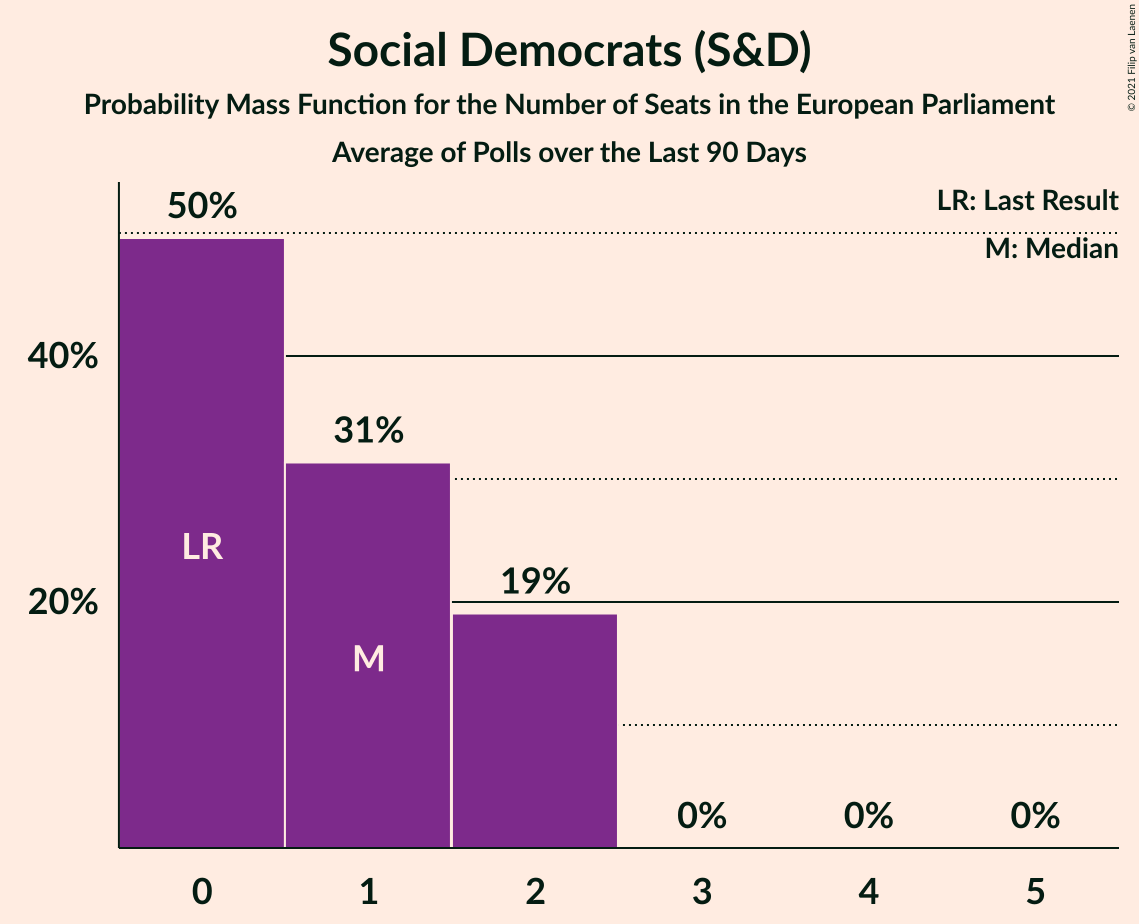 Social Democrats (S&D)
Probability Mass Function for the Number of Seats in the European Parliament
Average of Polls over the Last 90 Days
© 2021 Filip van Laenen
LR: Last Result
M: Median
50%
40%
31%
LR
20%
19%
M
0%
0%
0%
0
1
2
3
4
5